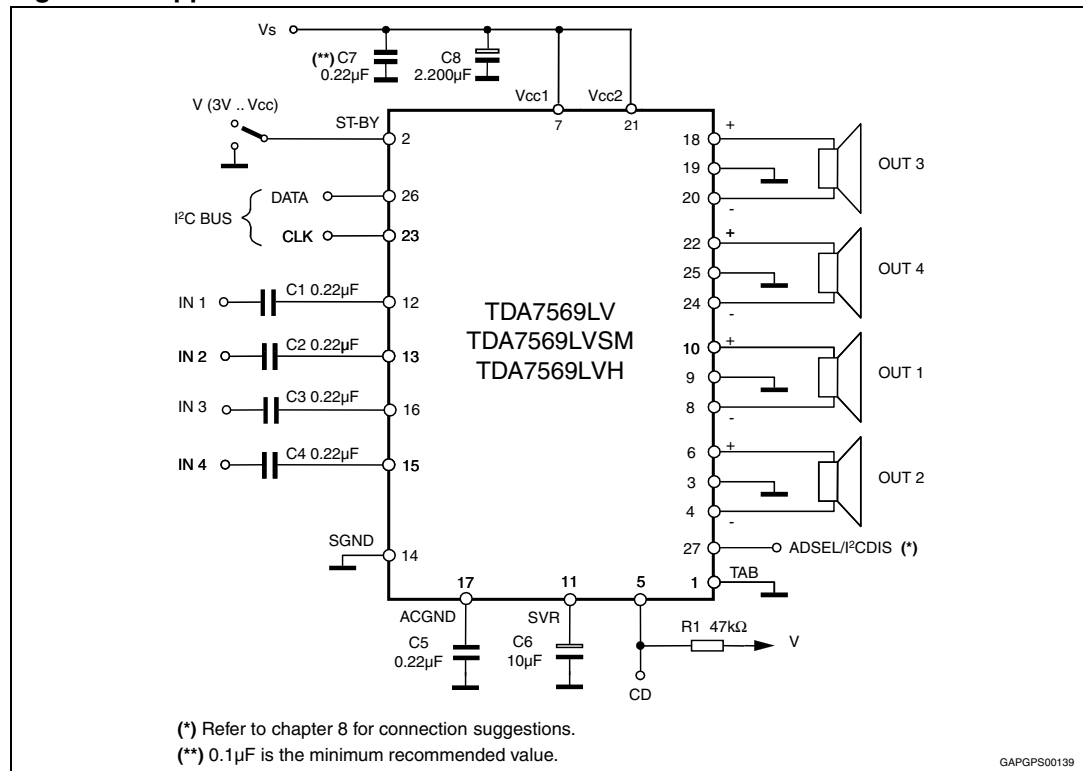 Vs
(**) C7
0.22µF
C8
2.200µF
Vcc1
Vcc2
7
21
V (3V .. Vcc)
ST-BY
2
I²C BUS
DATA
26
CLK
23
IN 1
C1 0.22µF
12
IN 2
C2 0.22µF
13
IN 3
C3 0.22µF
16
IN 4
C4 0.22µF
15
SGND
14
TDA7569LV
TDA7569LVSM
TDA7569LVH
18
+
19
20
-
OUT 3
22
+
25
24
-
OUT 4
10
+
9
8
-
OUT 1
6
+
3
4
-
OUT 2
27
ADSEL/I²CDIS (*)
1
TAB
17
11
5
ACGND
SVR
C5
0.22µF
C6
10µF
R1 47kΩ
V
CD
(*) Refer to chapter 8 for connection suggestions.
(**) 0.1µF is the minimum recommended value.
GAPGPS00139